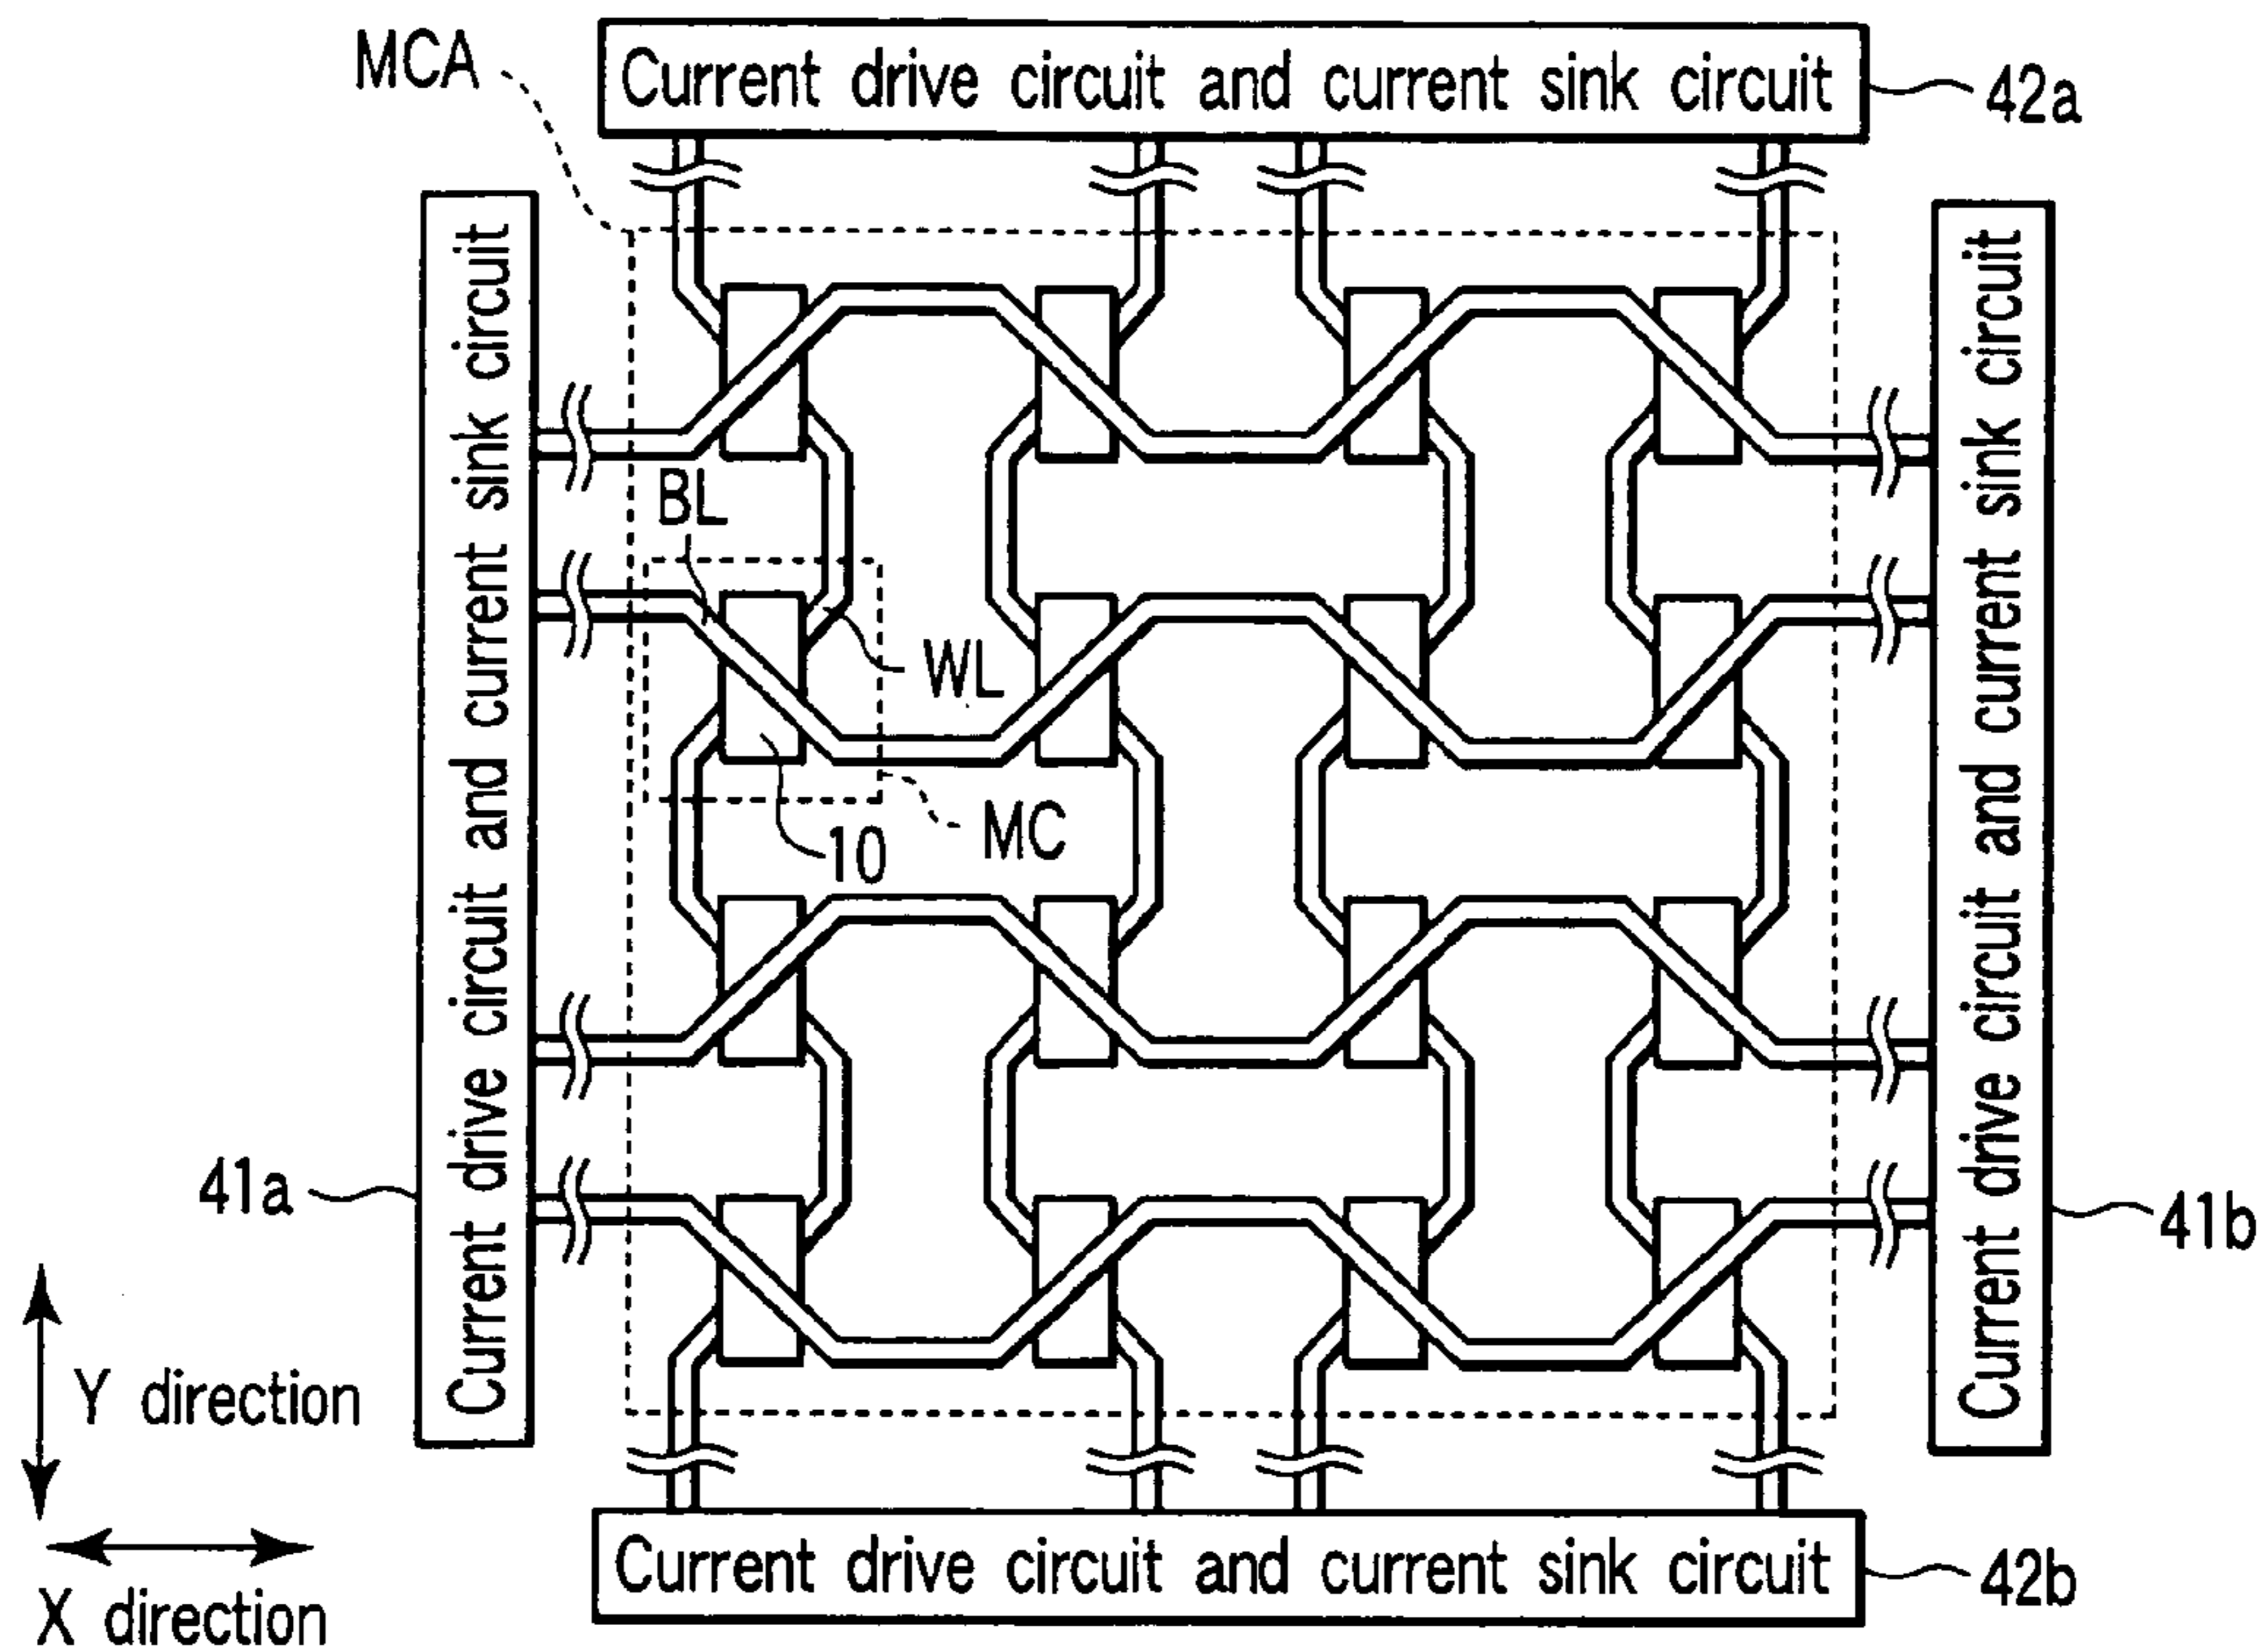 MCA
Current drive circuit and current sink circuit
42a
Current drive circuit and current sink circuit
Current drive circuit and current sink circuit
BL
WL
MC
10
41a
41b
Y direction
X direction
Current drive circuit and current sink circuit
42b